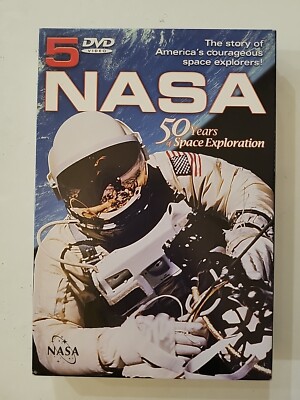 5 DVD
VIDEO
The story of
America's courageous
space explorers!
NASA
50 Years
of Space Exploration
NASA